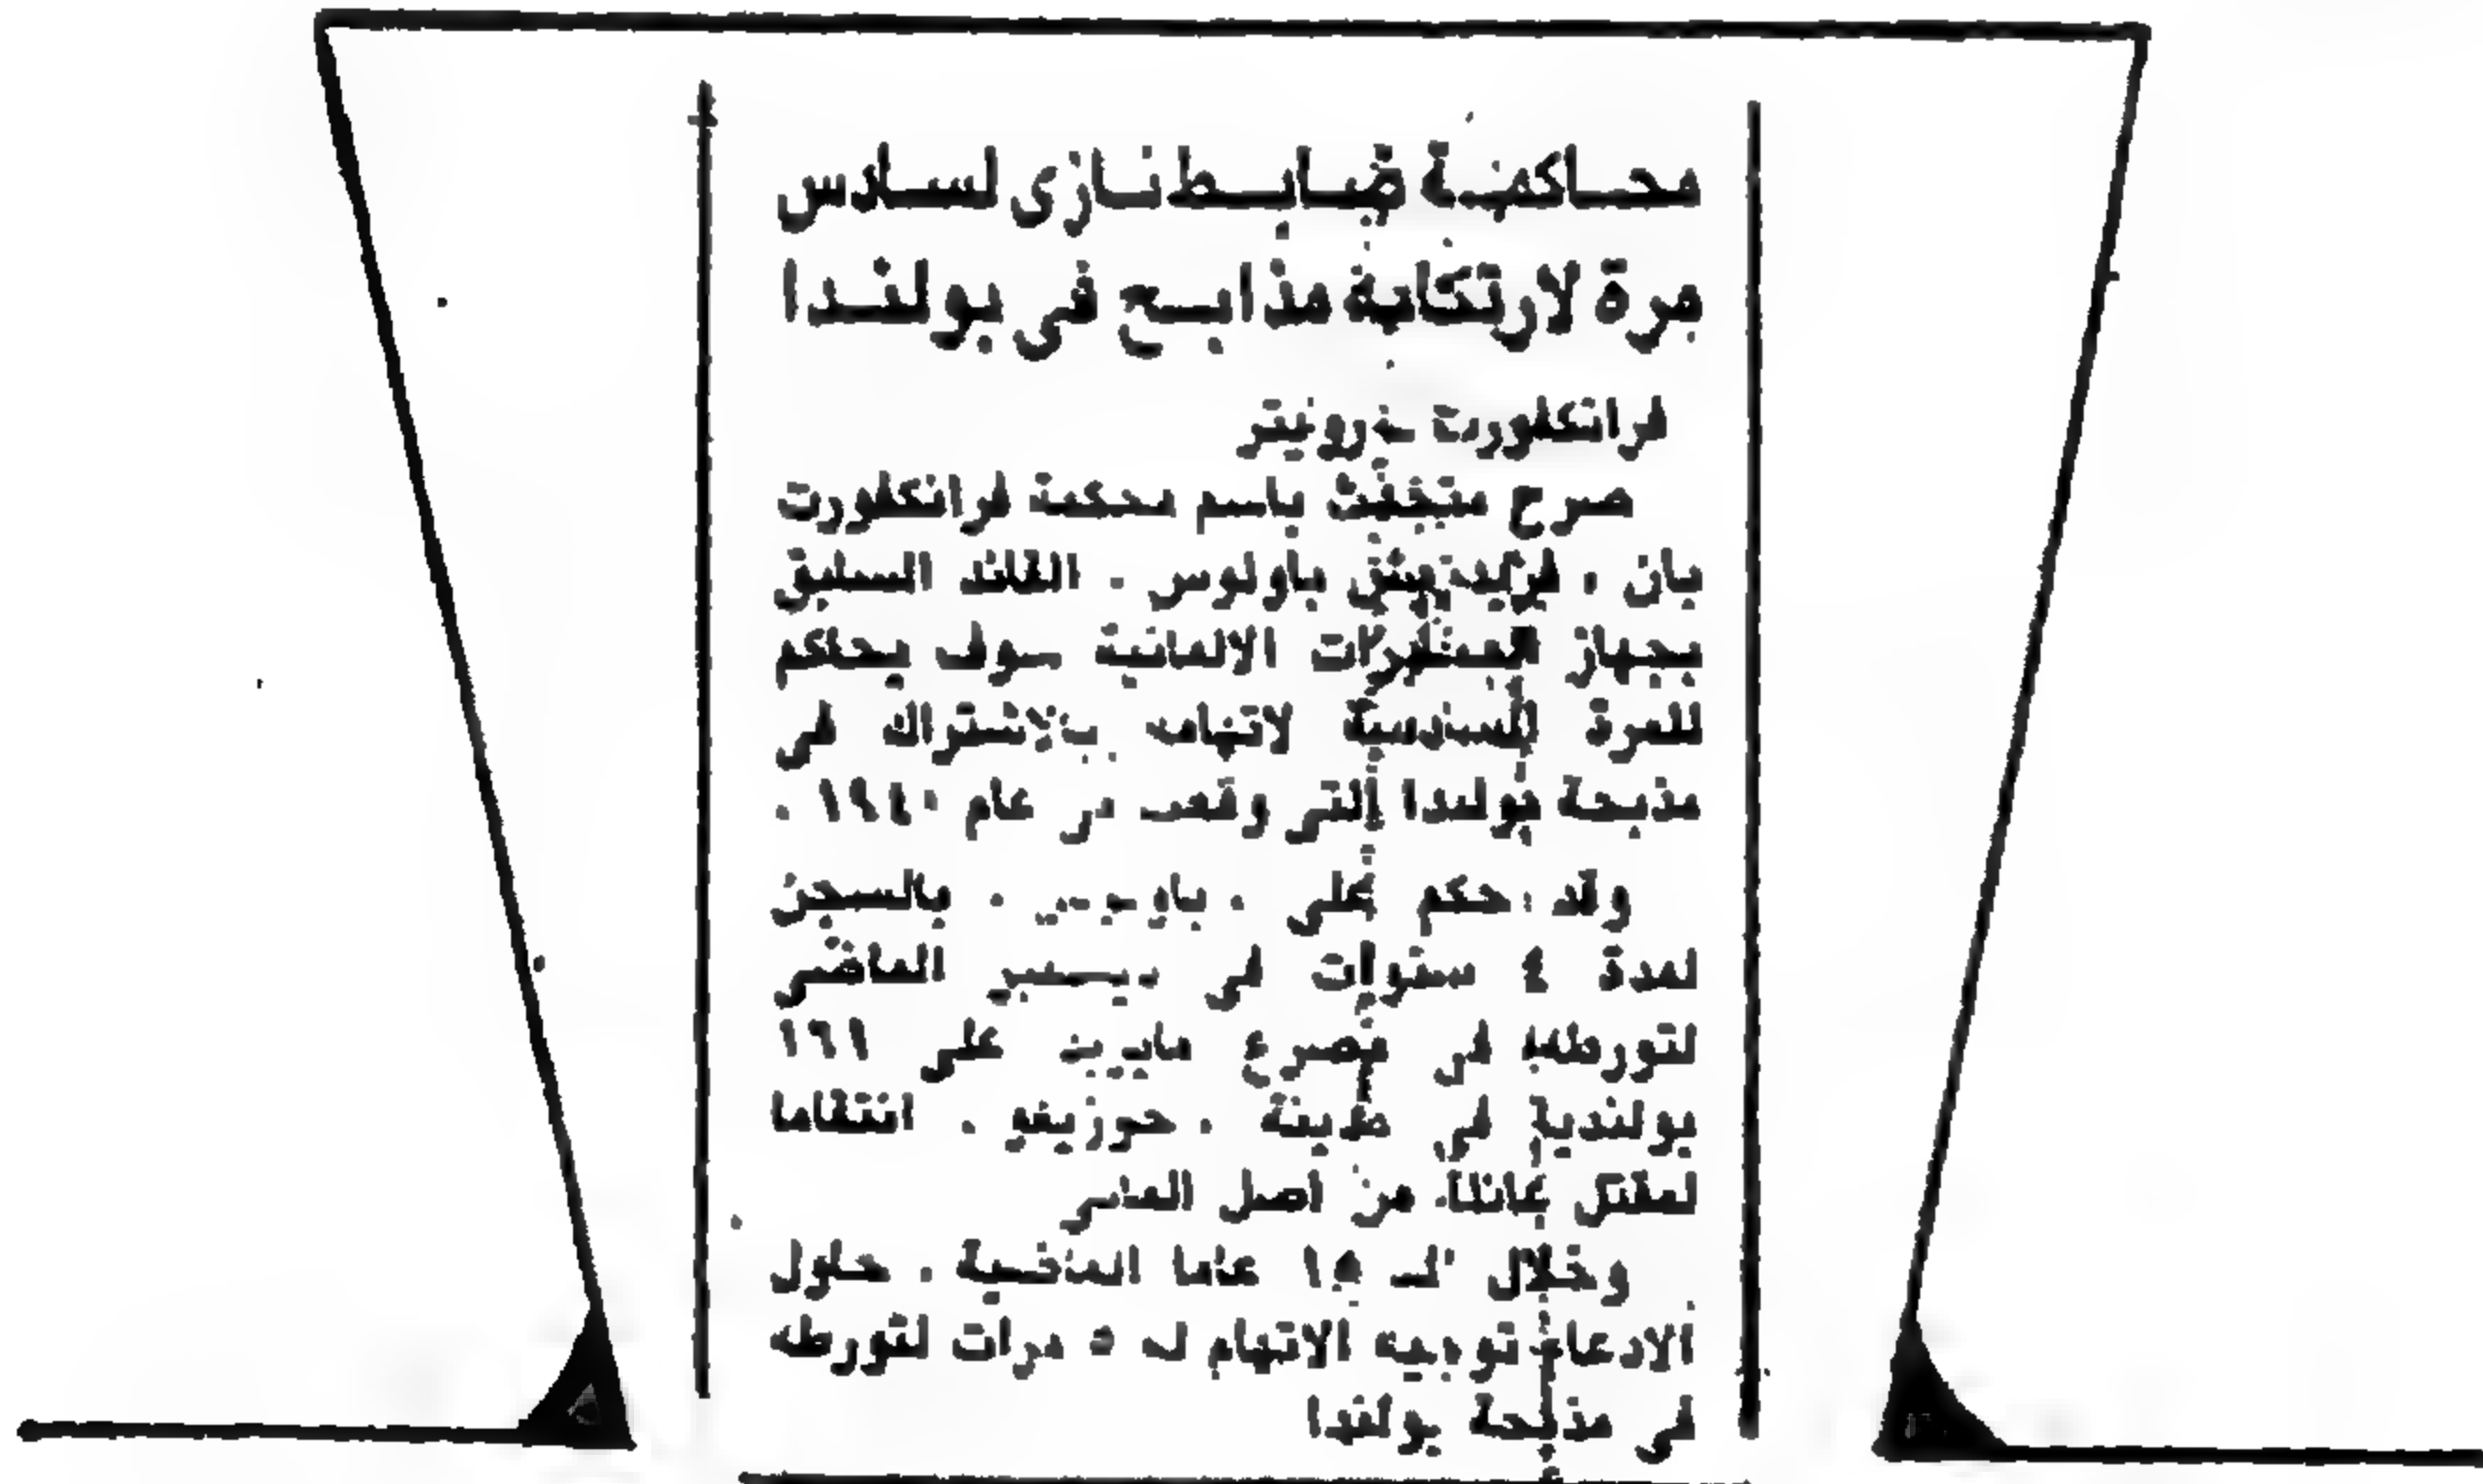 محاكمة ضابط نازى لسادس
مرة لارتكابه مذابح فى بولندا
فرانكفورت ـ رويتر
صرح متحدث باسم محكمة فرانكفورت
بان . فريدريش باولوس . القائد السابق
بجهاز المخابرات الالمانية سوف يحاكم
للمرة السادسة لاتهامه بالاشتراك فى
مذبحة بولندا التى وقعت فى عام ١٩٤٠ .
ولقد حكم على . باولوس . بالسجن
لمدة ٤ سنوات فى ديسمبر الماضى
لتورطه فى مصرع مايزيد على ١٦١
بولندية فى مدينة . . انتقاما
لمقتل عائلة من اصل المانى
وخلال الـ ١٥ عاما الماضية . حاول
الادعاء توجيه الاتهام له ٥ مرات لتورطه
فى مذبحة بولندا